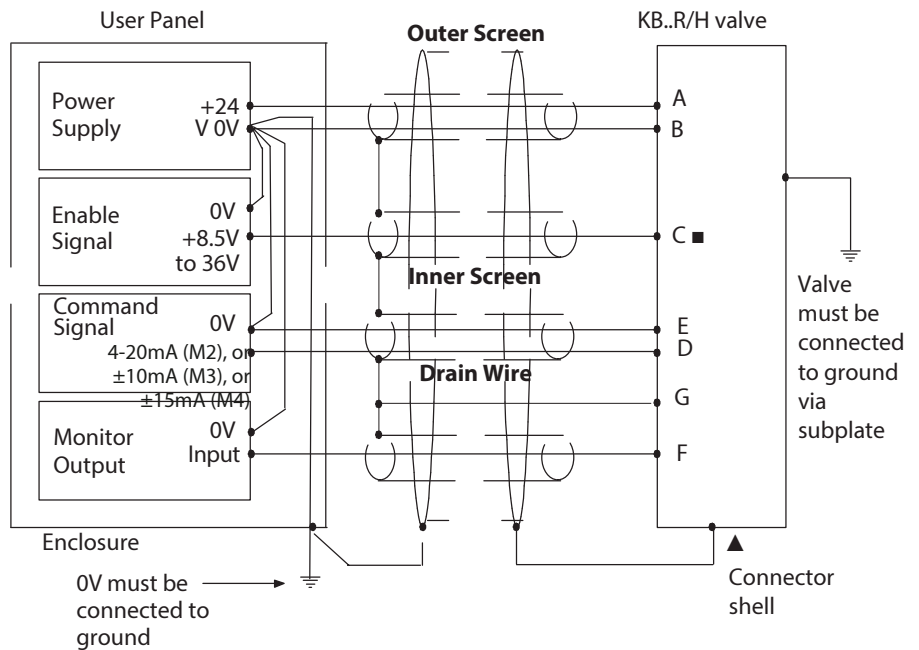 User Panel
Outer Screen
KB..R/H valve
Power
Supply
+24
V 0V
A
B
Enable
Signal
0V
+8.5V
to 36V
C ■
Inner Screen
Command
Signal
0V
4-20mA (M2), or
±10mA (M3), or
±15mA (M4)
E
D
Drain Wire
G
Monitor
Output
0V
Input
F
Valve
must be
connected
to ground
via
subplate
Enclosure
0V must be
connected to
ground
▲
Connector
shell